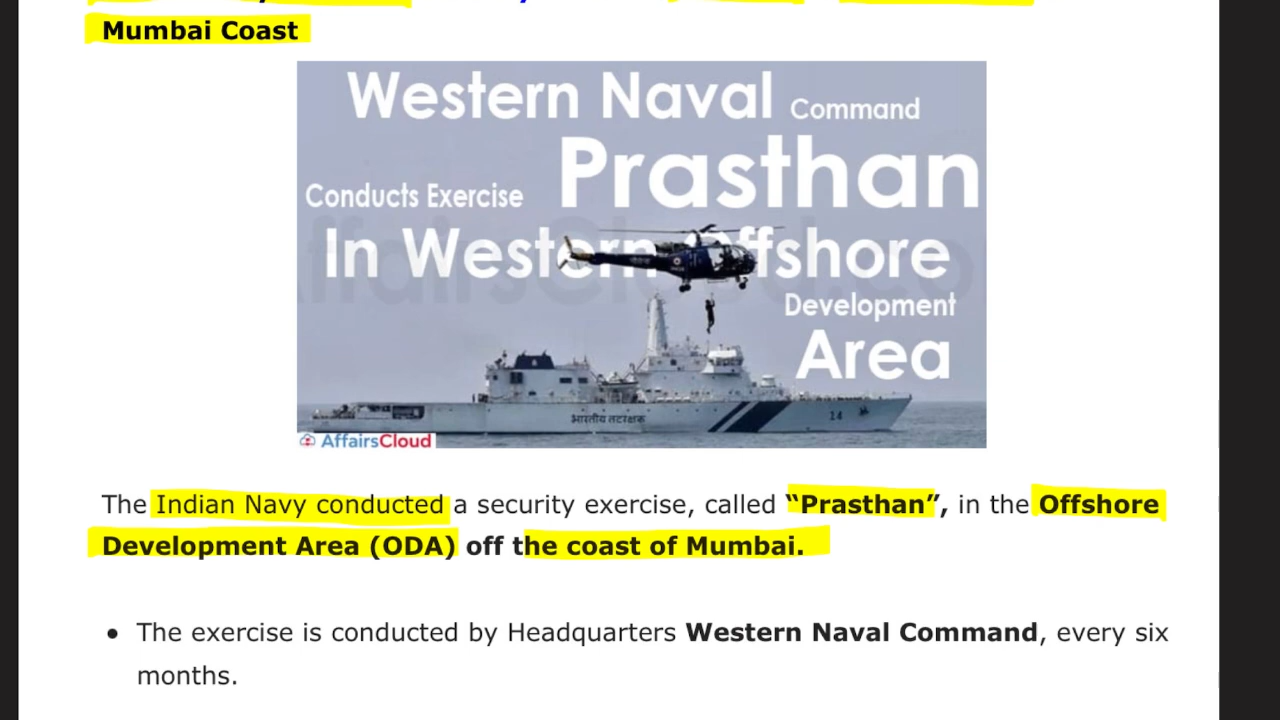 Mumbai Coast
Western Naval Command
Conducts Exercise Prasthan
In Western Offshore
Development
Area
भारतीय तटरक्षक
14
AffairsCloud
The Indian Navy conducted a security exercise, called “Prasthan”, in the Offshore
Development Area (ODA) off the coast of Mumbai.
• The exercise is conducted by Headquarters Western Naval Command, every six
months.